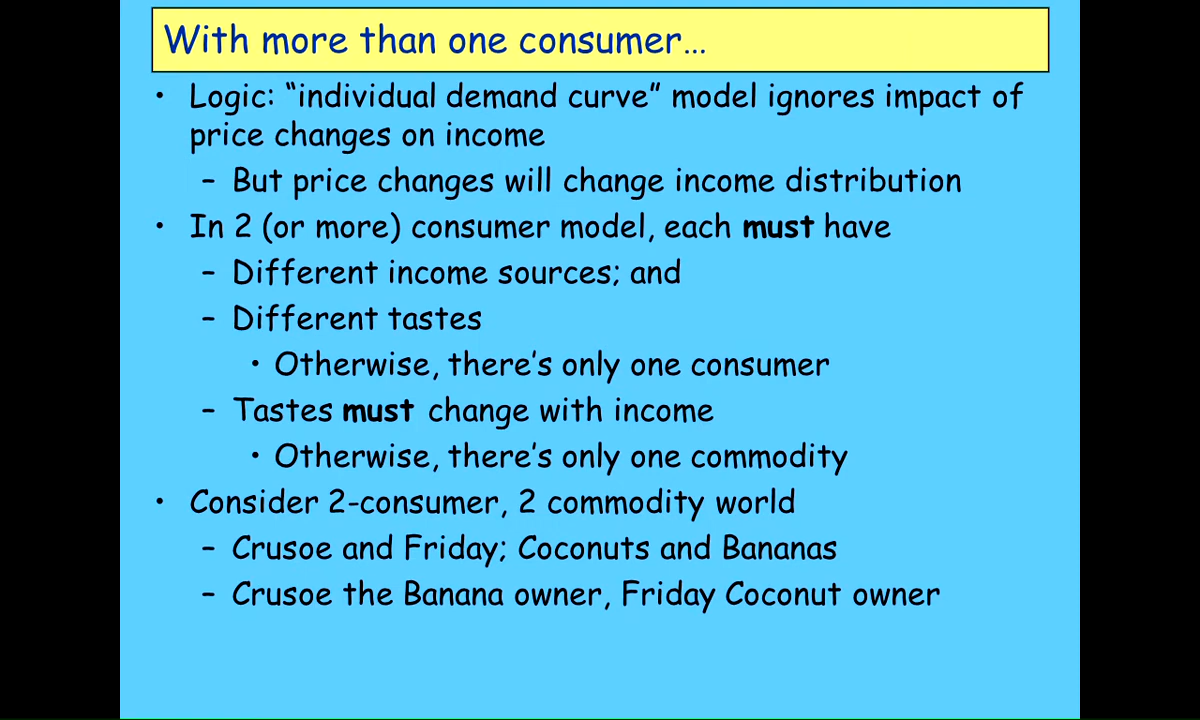 With more than one consumer…
• Logic: “individual demand curve” model ignores impact of
price changes on income
– But price changes will change income distribution
• In 2 (or more) consumer model, each must have
– Different income sources; and
– Different tastes
• Otherwise, there’s only one consumer
– Tastes must change with income
• Otherwise, there’s only one commodity
• Consider 2-consumer, 2 commodity world
– Crusoe and Friday; Coconuts and Bananas
– Crusoe the Banana owner, Friday Coconut owner